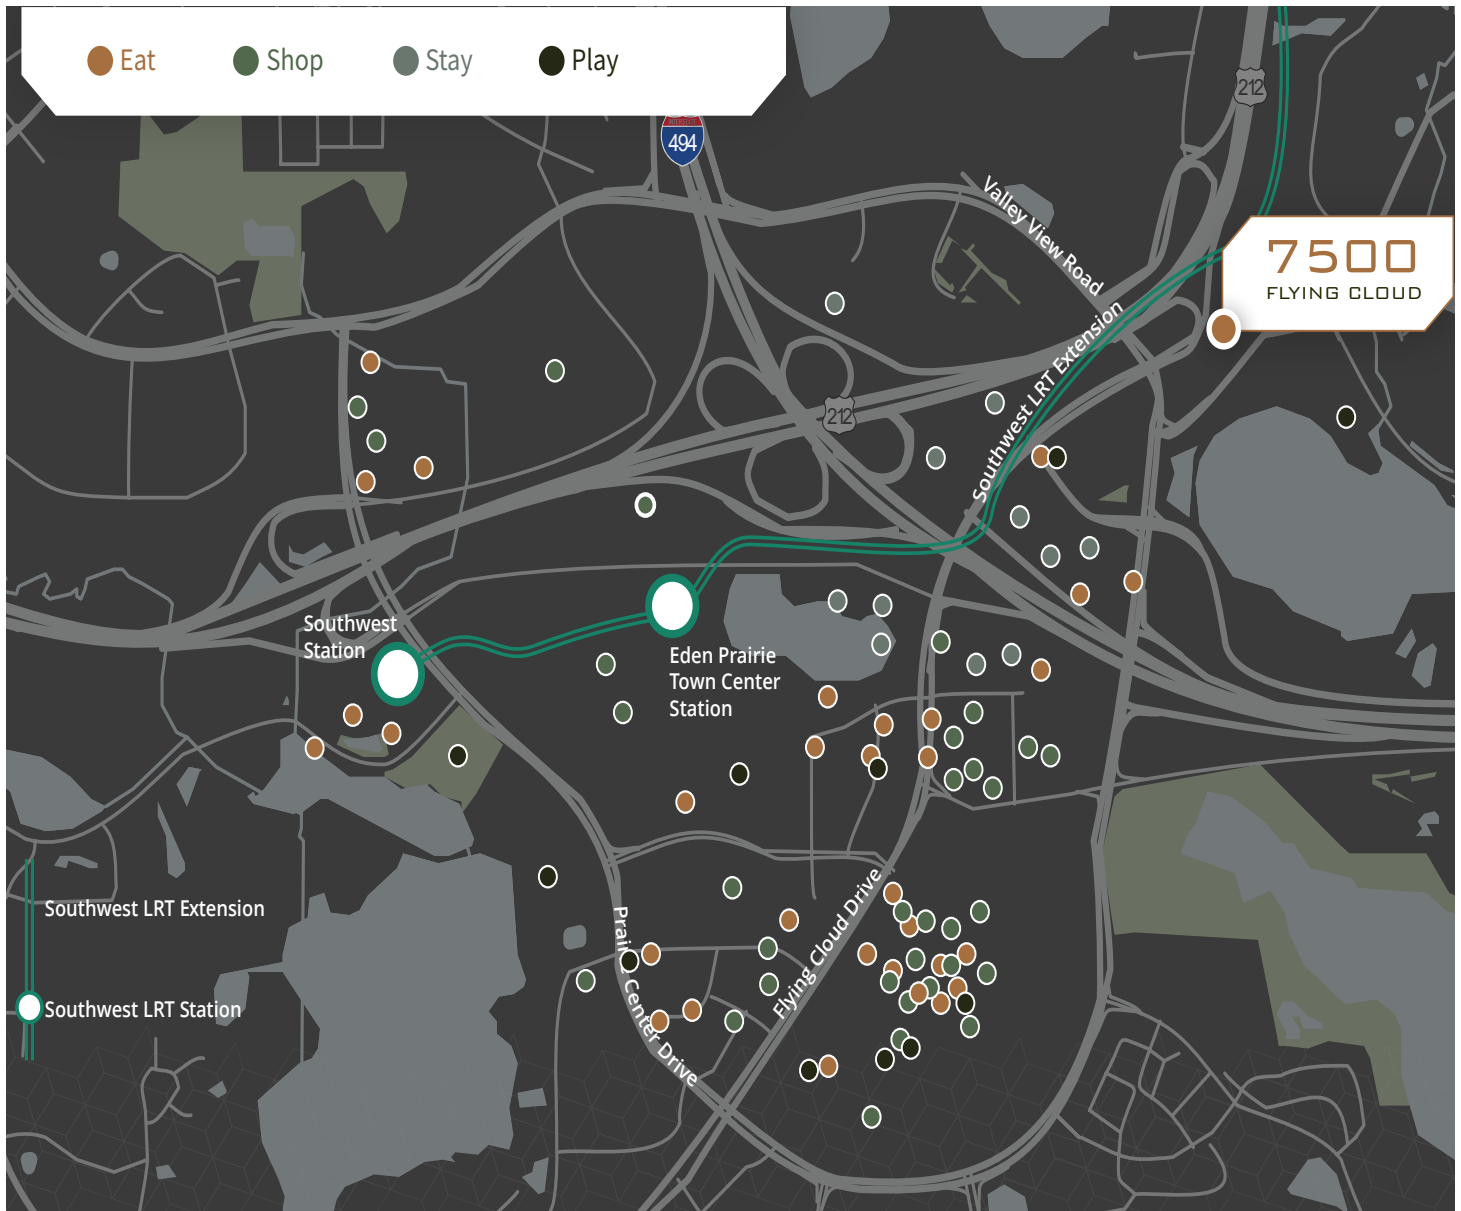 Eat
Shop
Stay
Play
494
212
Valley View Road
7500
FLYING CLOUD
Southwest LRT Extension
212
Southwest
Station
Eden Prairie
Town Center
Station
Southwest LRT Extension
Southwest LRT Station
Prairie Center Drive
Flying Cloud Drive